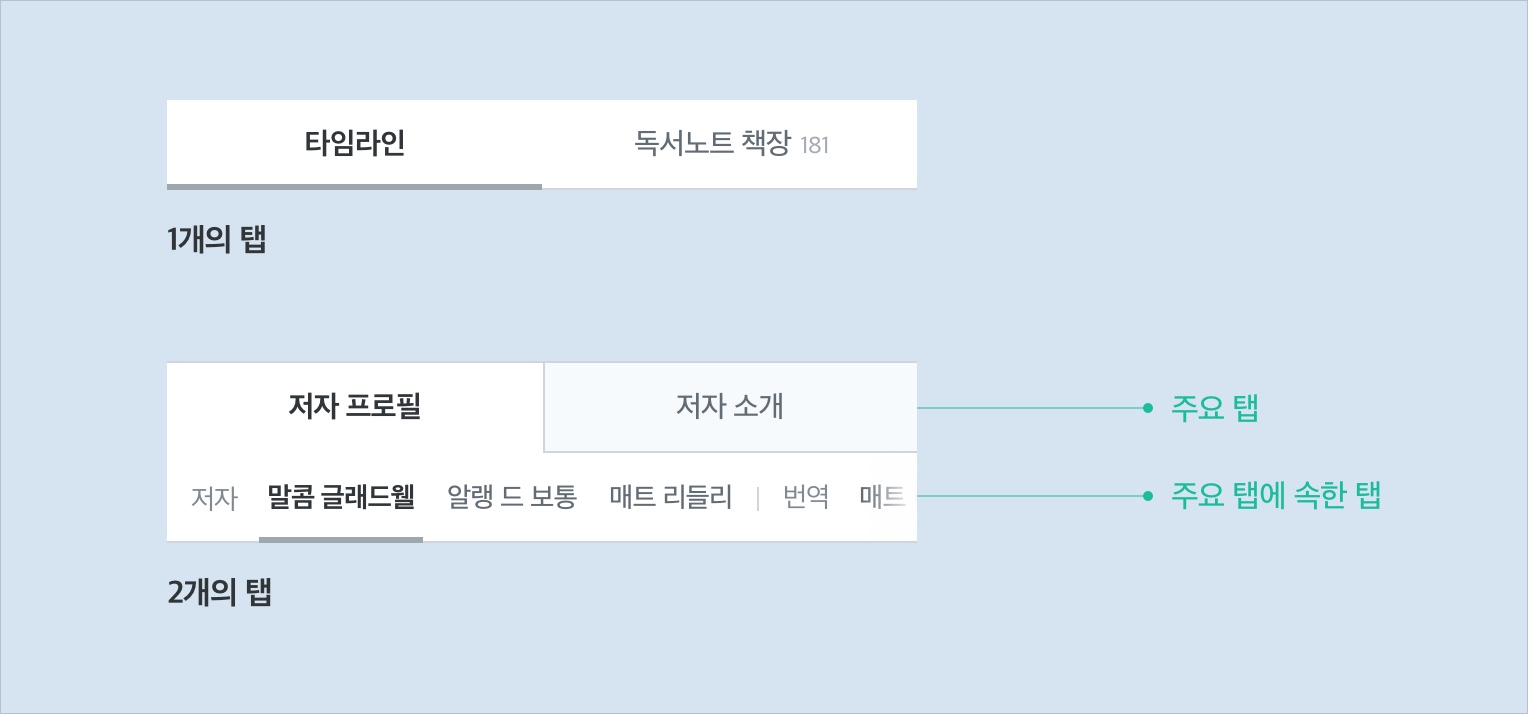 타임라인 독서노트 책장 181
1개의 탭
저자 프로필 저자 소개 주요 탭
저자 말콤 글래드웰 알랭 드 보통 매트 리들리 | 번역 매트 주요 탭에 속한 탭
2개의 탭